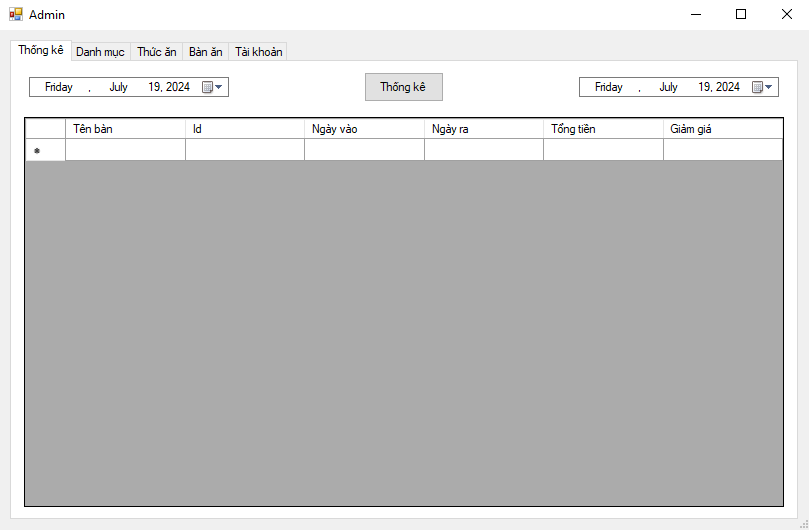 Admin
Thống kê Danh mục Thức ăn Bàn ăn Tài khoản
Friday , July 19, 2024 Thống kê Friday , July 19, 2024
Tên bàn Id Ngày vào Ngày ra Tổng tiền Giảm giá